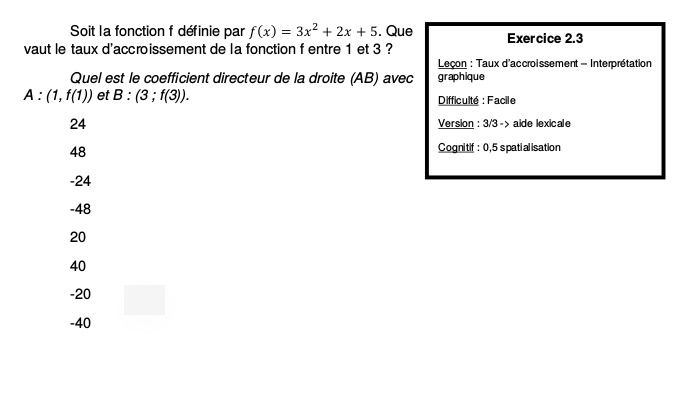 Soit la fonction f définie par f(x) = 3x² + 2x + 5. Que
vaut le taux d'accroissement de la fonction f entre 1 et 3 ?
Quel est le coefficient directeur de la droite (AB) avec
A : (1, f(1)) et B : (3 ; f(3)).
24
48
-24
-48
20
40
-20
-40
Exercice 2.3
Leçon : Taux d'accroissement – Interprétation
graphique
Difficulté : Facile
Version : 3/3 -> aide lexicale
Cognitif : 0,5 spatialisation